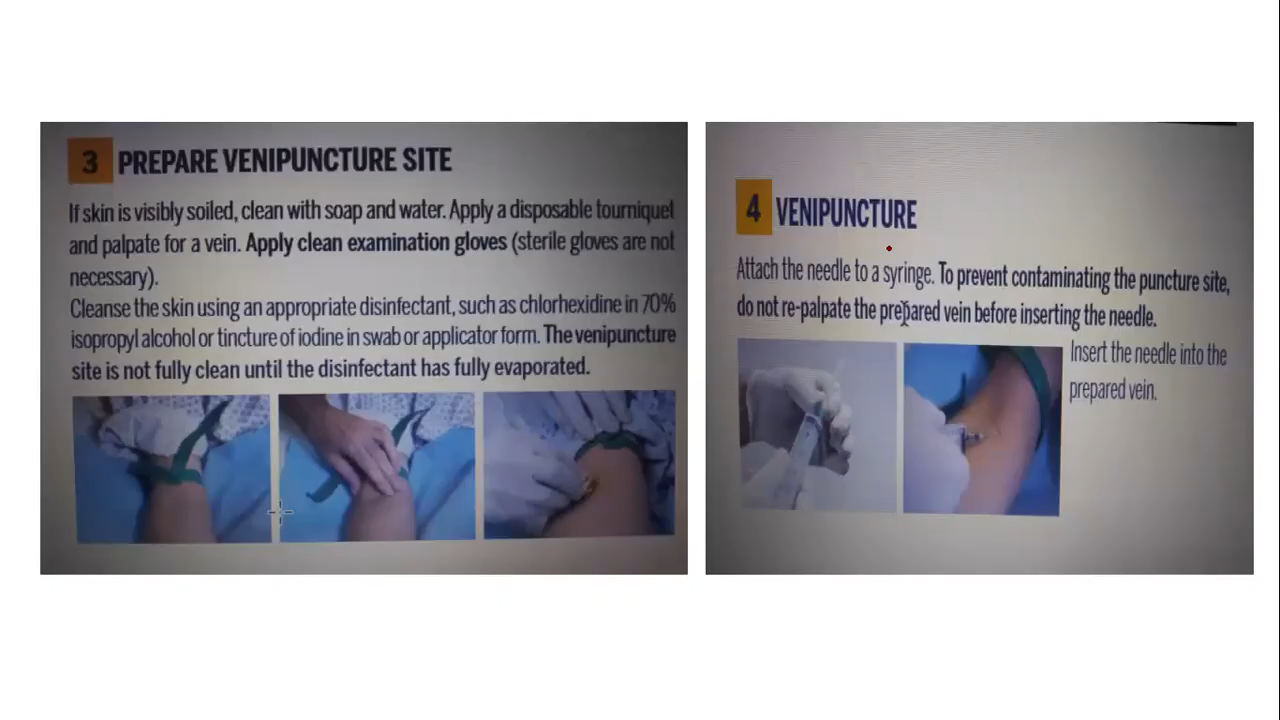 3 PREPARE VENIPUNCTURE SITE
If skin is visibly soiled, clean with soap and water. Apply a disposable tourniquet
and palpate for a vein. Apply clean examination gloves (sterile gloves are not
necessary).
Cleanse the skin using an appropriate disinfectant, such as chlorhexidine in 70%
isopropyl alcohol or tincture of iodine in swab or applicator form. The venipuncture
site is not fully clean until the disinfectant has fully evaporated.
4 VENIPUNCTURE
Attach the needle to a syringe. To prevent contaminating the puncture site,
do not re-palpate the prepared vein before inserting the needle.
Insert the needle into the
prepared vein.